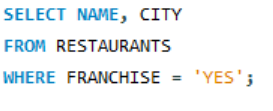 SELECT NAME, CITY
FROM RESTAURANTS
WHERE FRANCHISE = 'YES';